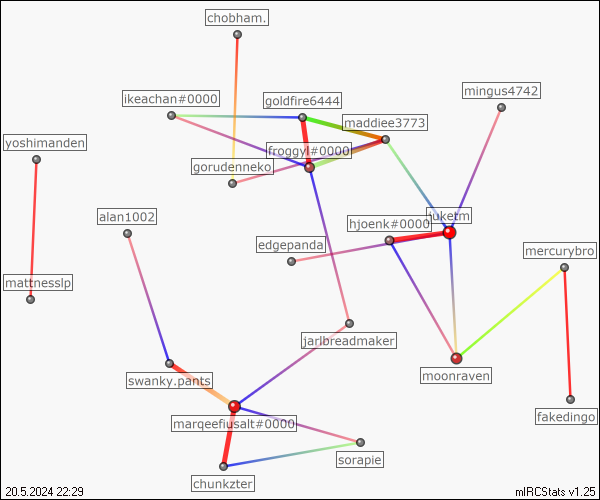 chobham.
mingus4742
ikeachan#0000
goldfire6444
maddiee3773
yoshimanden
froggyl#0000
gorudenneko
alan1002
juketm
hjoenk#0000
edgepanda
mercurybro
mattnesslp
jarlbreadmaker
moonraven
swanky.pants
fakedingo
marqeefiusalt#0000
sorapie
chunkzter
20.5.2024 22:29
mIRCStats v1.25